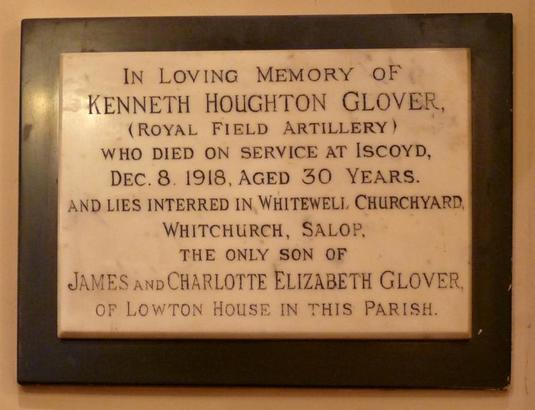 IN LOVING MEMORY OF
KENNETH HOUGHTON GLOVER,
(ROYAL FIELD ARTILLERY)
WHO DIED ON SERVICE AT ISCOYD,
DEC. 8 1918, AGED 30 YEARS.
AND LIES INTERRED IN WHITEWELL CHURCHYARD,
WHITCHURCH, SALOP,
THE ONLY SON OF
JAMES AND CHARLOTTE ELIZABETH GLOVER,
OF LOWTON HOUSE IN THIS PARISH.